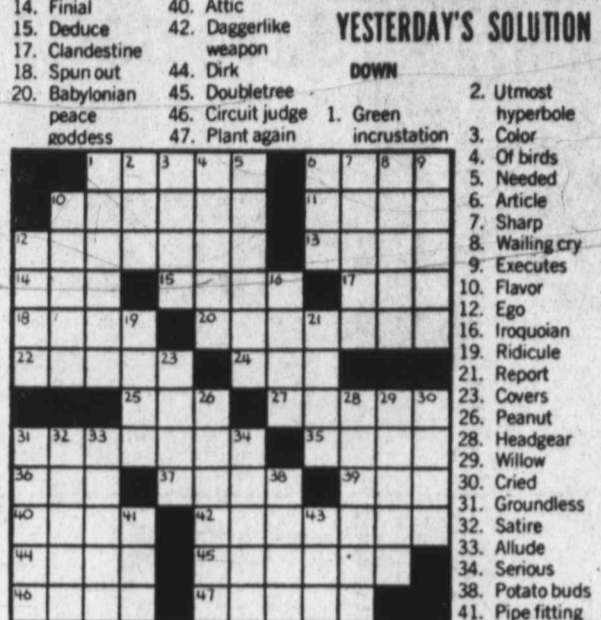 14. Finial
15. Deduce
17. Clandestine
18. Spun out
20. Babylonian
peace
goddess
40. Attic
42. Daggerlike
weapon
44. Dirk
45. Doubletree
46. Circuit judge
47. Plant again
YESTERDAY'S SOLUTION
DOWN
1. Green
incrustation
2. Utmost
hyperbole
3. Color
4. Of birds
5. Needed
6. Article
7. Sharp
8. Wailing cry
9. Executes
10. Flavor
12. Ego
16. Iroquoian
19. Ridicule
21. Report
23. Covers
26. Peanut
28. Headgear
29. Willow
30. Cried
31. Groundless
32. Satire
33. Allude
34. Serious
38. Potato buds
41. Pipe fitting
1 2 3 4 5 6 7 8 9
10 11
12 13
14 15 16 17
18 19 20 21
22 23 24
25 26 27 28 29 30
31 32 33 34 35
36 37 38 39
40 41 42 43
44 45
46 47